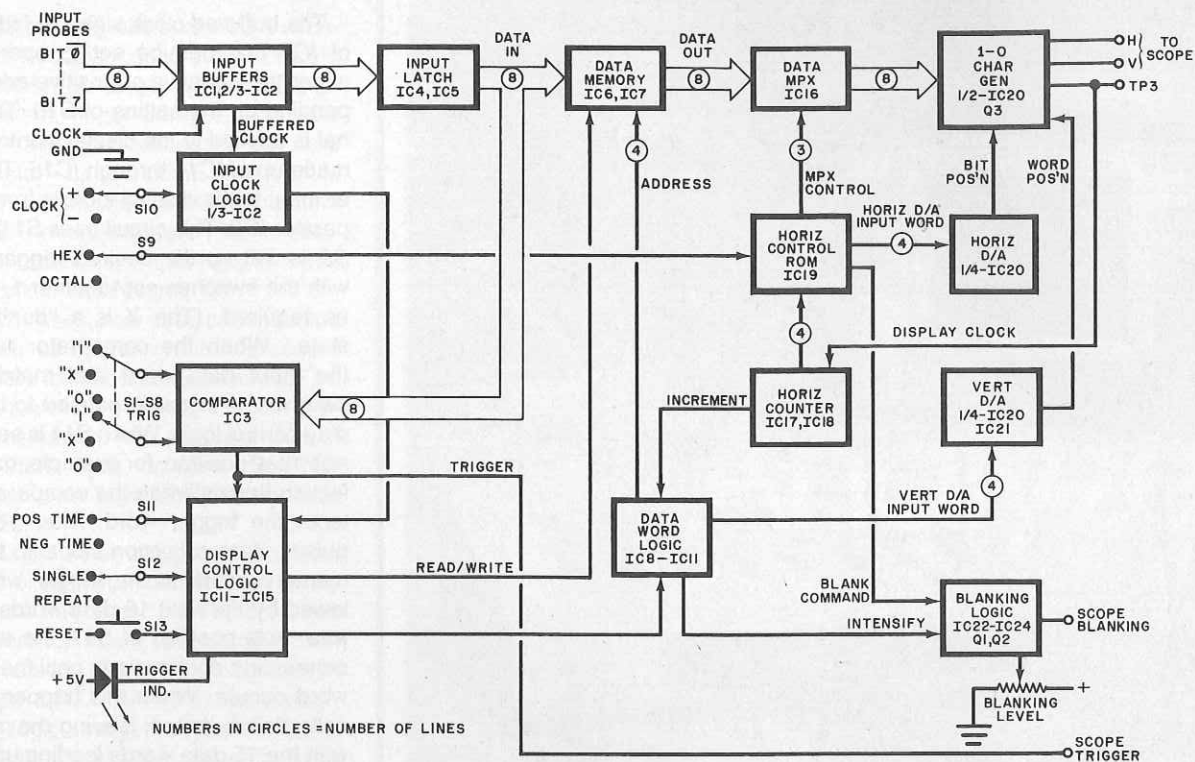 INPUT
PROBES
BIT 0
BIT 7
8
INPUT
BUFFERS
IC1,2/3-IC2
8
INPUT
LATCH
IC4, IC5
DATA
IN
8
DATA
MEMORY
IC6, IC7
DATA
OUT
8
DATA
MPX
IC16
8
1-0
CHAR
GEN
1/2-IC20
Q3
H
V
TO
SCOPE
TP3
CLOCK
GND
BUFFERED
CLOCK
INPUT
CLOCK
LOGIC
1/3-IC2
CLOCK
+
-
S10
HEX
S9
OCTAL
4
ADDRESS
3
MPX
CONTROL
BIT
POS'N
WORD
POS'N
HORIZ
CONTROL
ROM
IC19
HORIZ D/A
INPUT WORD
4
HORIZ
D/A
1/4-IC20
DISPLAY CLOCK
4
"X"
"X"
"0"
"1"
"X"
"0"
S1-S8
TRIG
COMPARATOR
IC3
8
INCREMENT
HORIZ
COUNTER
IC17, IC18
VERT
D/A
1/4-IC20
IC21
4
TRIGGER
VERT D/A
INPUT WORD
POS TIME
S11
NEG TIME
SINGLE
S12
REPEAT
RESET
S13
DISPLAY
CONTROL
LOGIC
IC11-IC15
READ/WRITE
DATA
WORD
LOGIC
IC8-IC11
BLANK
COMMAND
INTENSIFY
BLANKING
LOGIC
IC22-IC24
Q1,Q2
SCOPE
BLANKING
+5V
TRIGGER
IND.
+
BLANKING
LEVEL
NUMBERS IN CIRCLES = NUMBER OF LINES
SCOPE
TRIGGER